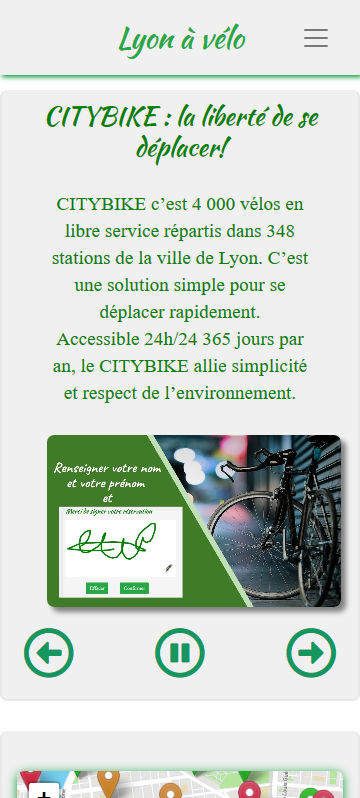 Lyon à vélo
CITYBIKE : la liberté de se
déplacer!
CITYBIKE c’est 4 000 vélos en
libre service répartis dans 348
stations de la ville de Lyon. C’est
une solution simple pour se
déplacer rapidement.
Accessible 24h/24 365 jours par
an, le CITYBIKE allie simplicité
et respect de l’environnement.
Renseigner votre nom
et votre prénom
et
Merci de signer votre réservation
Effacer Confirmer
+